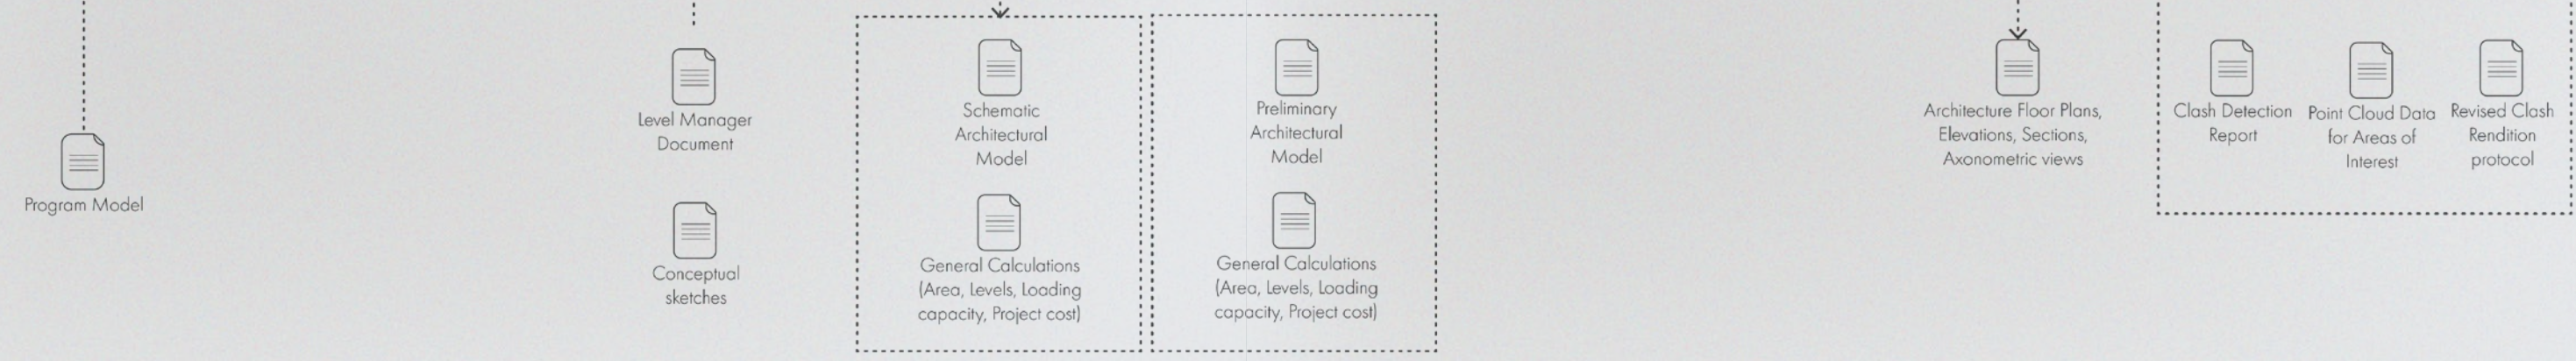 Program Model
Level Manager
Document
Conceptual
sketches
Schematic
Architectural
Model
General Calculations
(Area, Levels, Loading
capacity, Project cost)
Preliminary
Architectural
Model
General Calculations
(Area, Levels, Loading
capacity, Project cost)
Architecture Floor Plans,
Elevations, Sections,
Axonometric views
Clash Detection
Report
Point Cloud Data
for Areas of
Interest
Revised Clash
Rendition
protocol